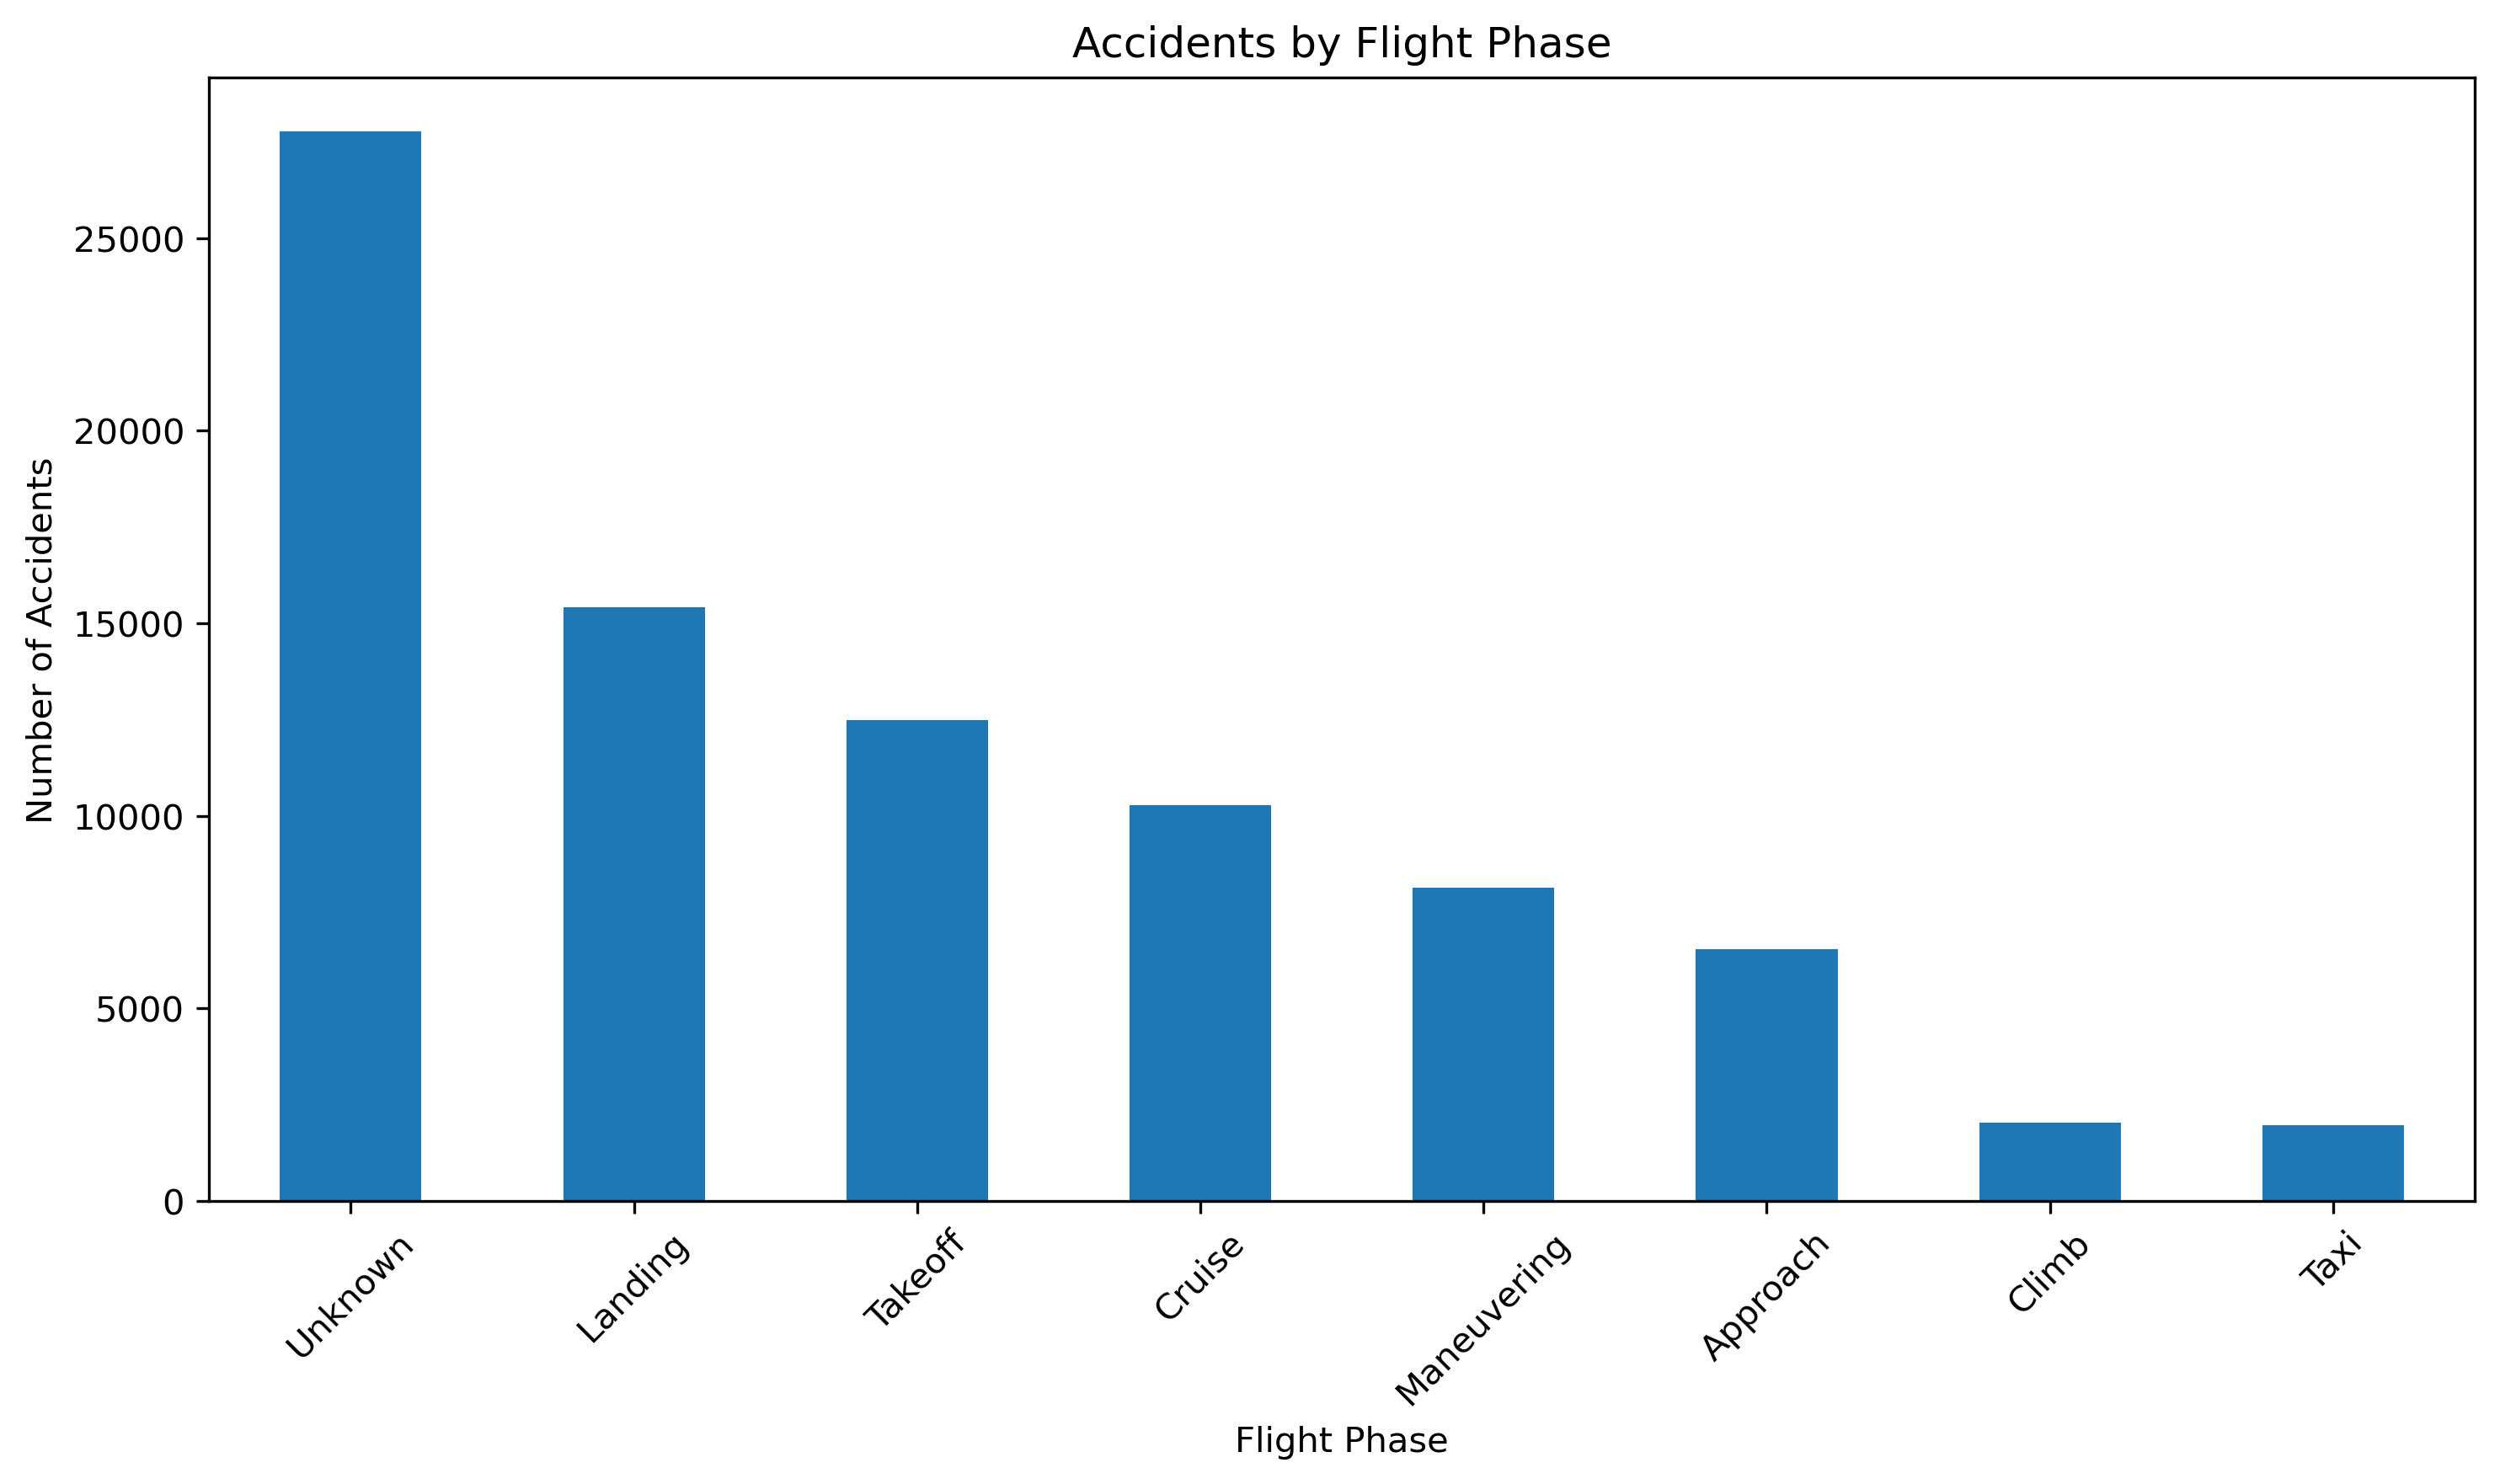 Accidents by Flight Phase
Number of Accidents
25000
20000
15000
10000
5000
0
Unknown
Landing
Takeoff
Cruise
Maneuvering
Approach
Climb
Taxi
Flight Phase